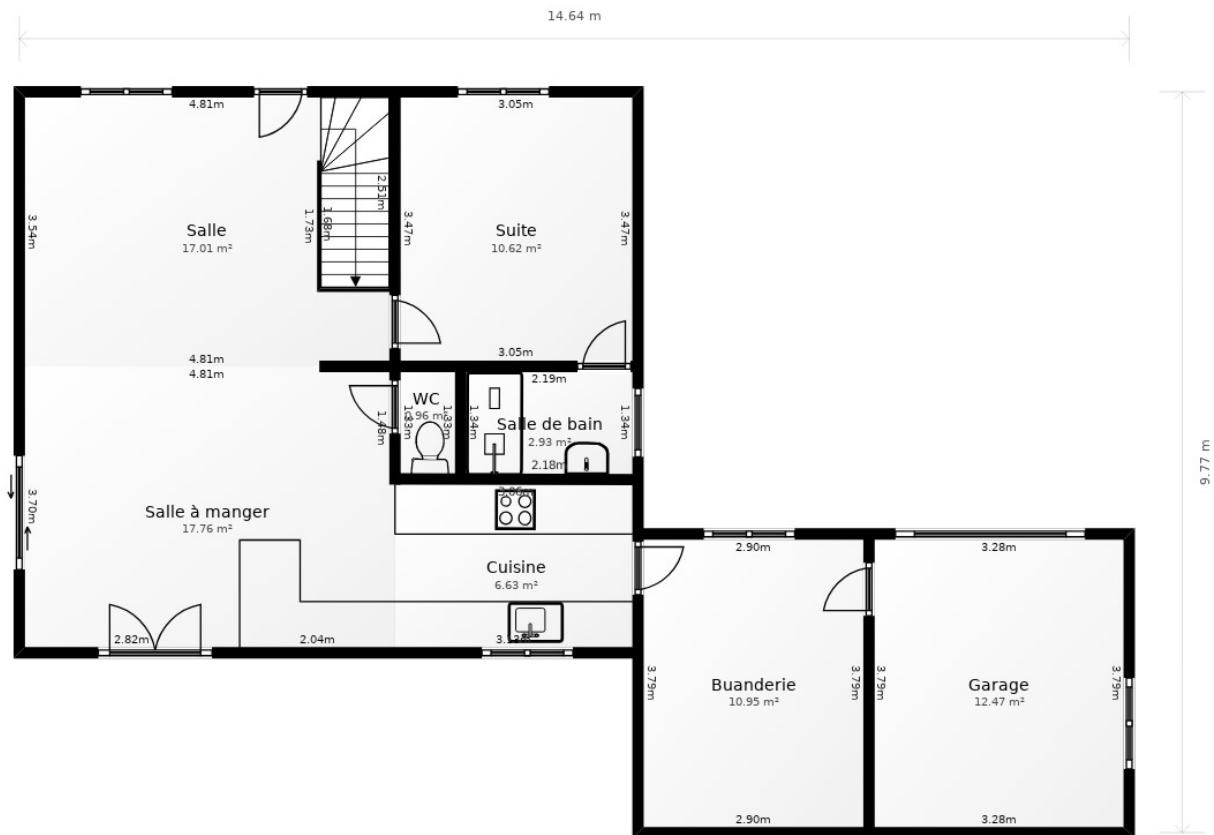 14.64 m
4.81m
3.05m
3.54m
Salle
17.01 m²
1.73m
1.68m
2.51m
3.47m
Suite
10.62 m²
3.47m
4.81m
4.81m
3.05m
2.19m
WC
1.48m
1.33m
1.33m
1.34m
Salle de bain
2.93 m²
2.18m
1.34m
9.77 m
3.70m
Salle à manger
17.76 m²
Cuisine
6.63 m²
2.82m
2.04m
2.90m
3.28m
3.79m
Buanderie
10.95 m²
3.79m
3.79m
Garage
12.47 m²
3.79m
2.90m
3.28m